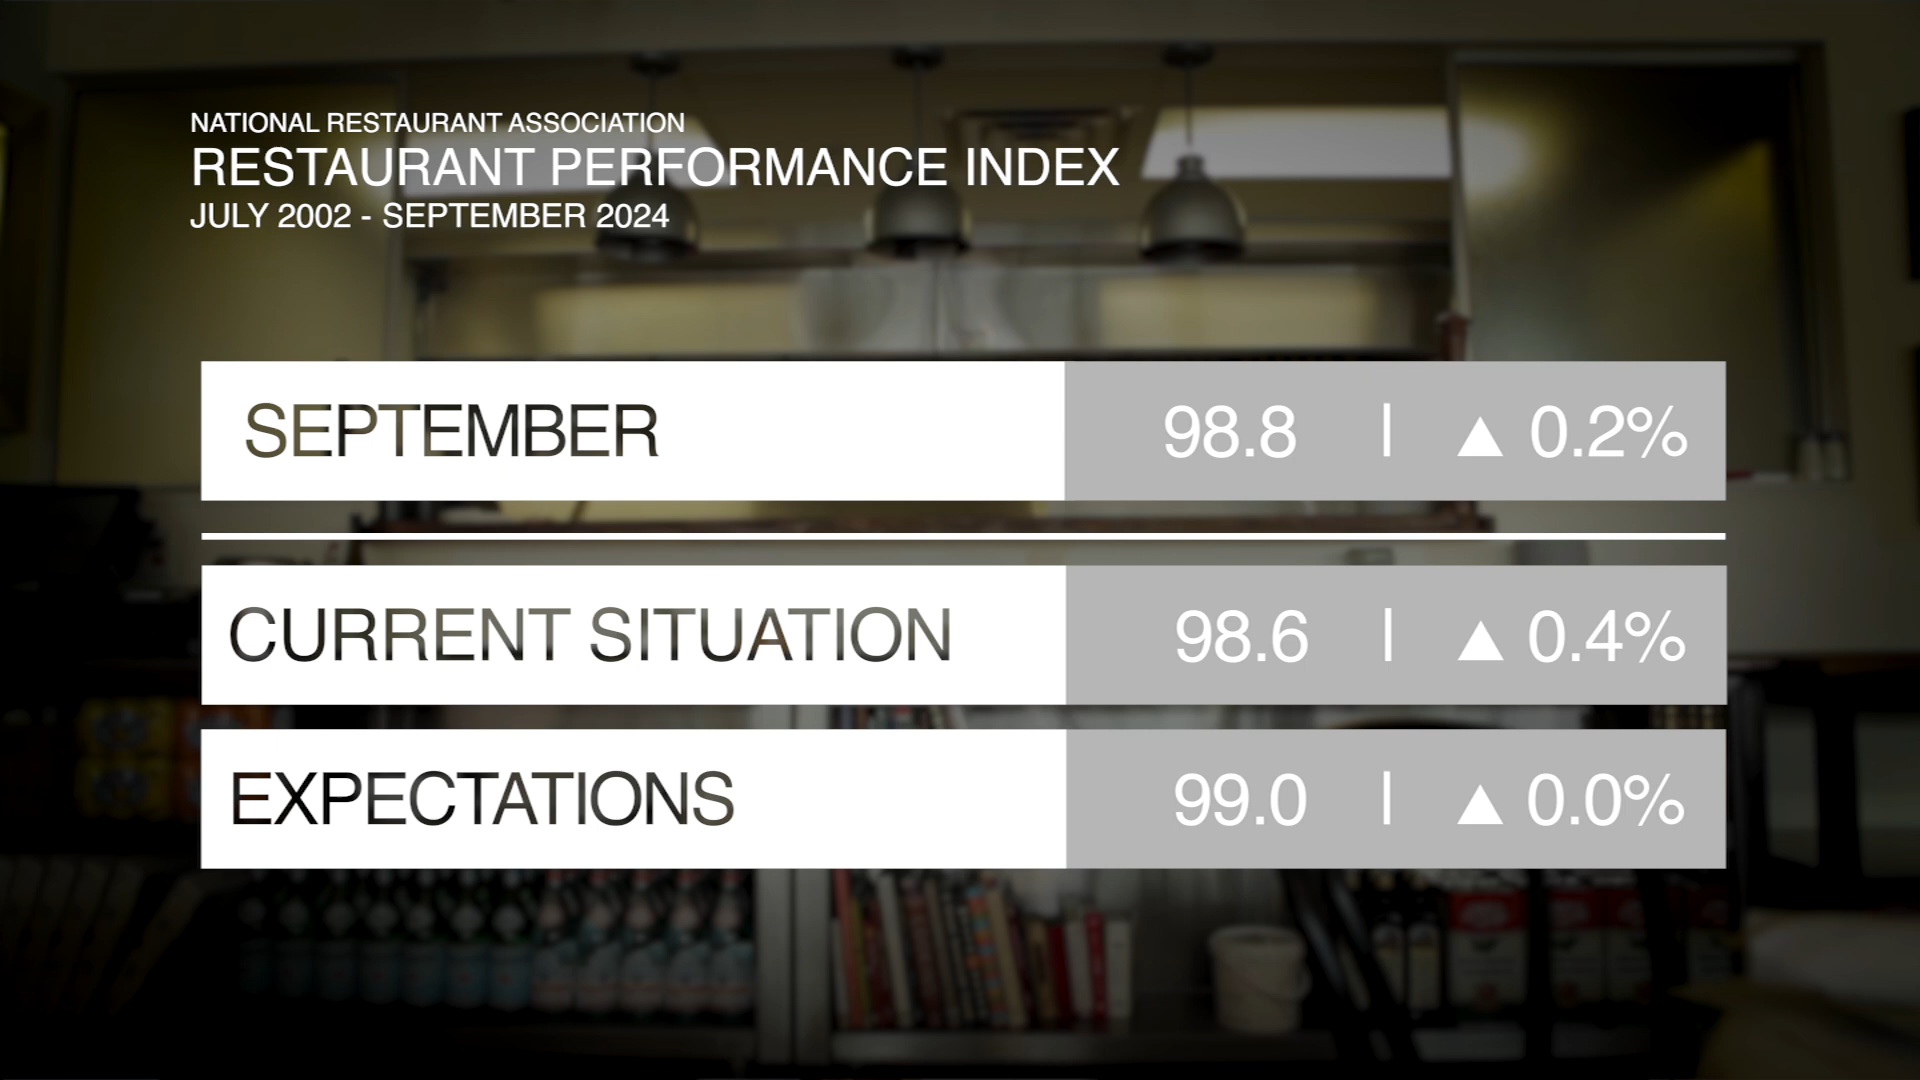 NATIONAL RESTAURANT ASSOCIATION
RESTAURANT PERFORMANCE INDEX
JULY 2002 - SEPTEMBER 2024
SEPTEMBER 98.8 | ▲ 0.2%
CURRENT SITUATION 98.6 | ▲ 0.4%
EXPECTATIONS 99.0 | ▲ 0.0%